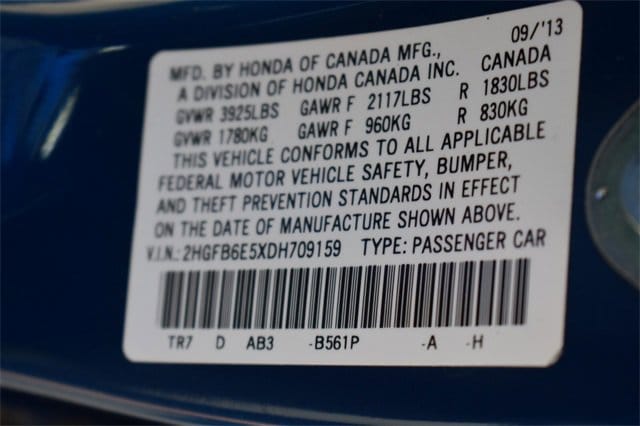 MFD. BY HONDA OF CANADA MFG., 09/'13
A DIVISION OF HONDA CANADA INC. CANADA
GVWR 3925LBS GAWR F 2117LBS R 1830LBS
GVWR 1780KG GAWR F 960KG R 830KG
THIS VEHICLE CONFORMS TO ALL APPLICABLE
FEDERAL MOTOR VEHICLE SAFETY, BUMPER,
AND THEFT PREVENTION STANDARDS IN EFFECT
ON THE DATE OF MANUFACTURE SHOWN ABOVE.
V.I.N.: 2HGFB6E5XDH709159 TYPE: PASSENGER CAR
TR7 D AB3 -B561P -A -H